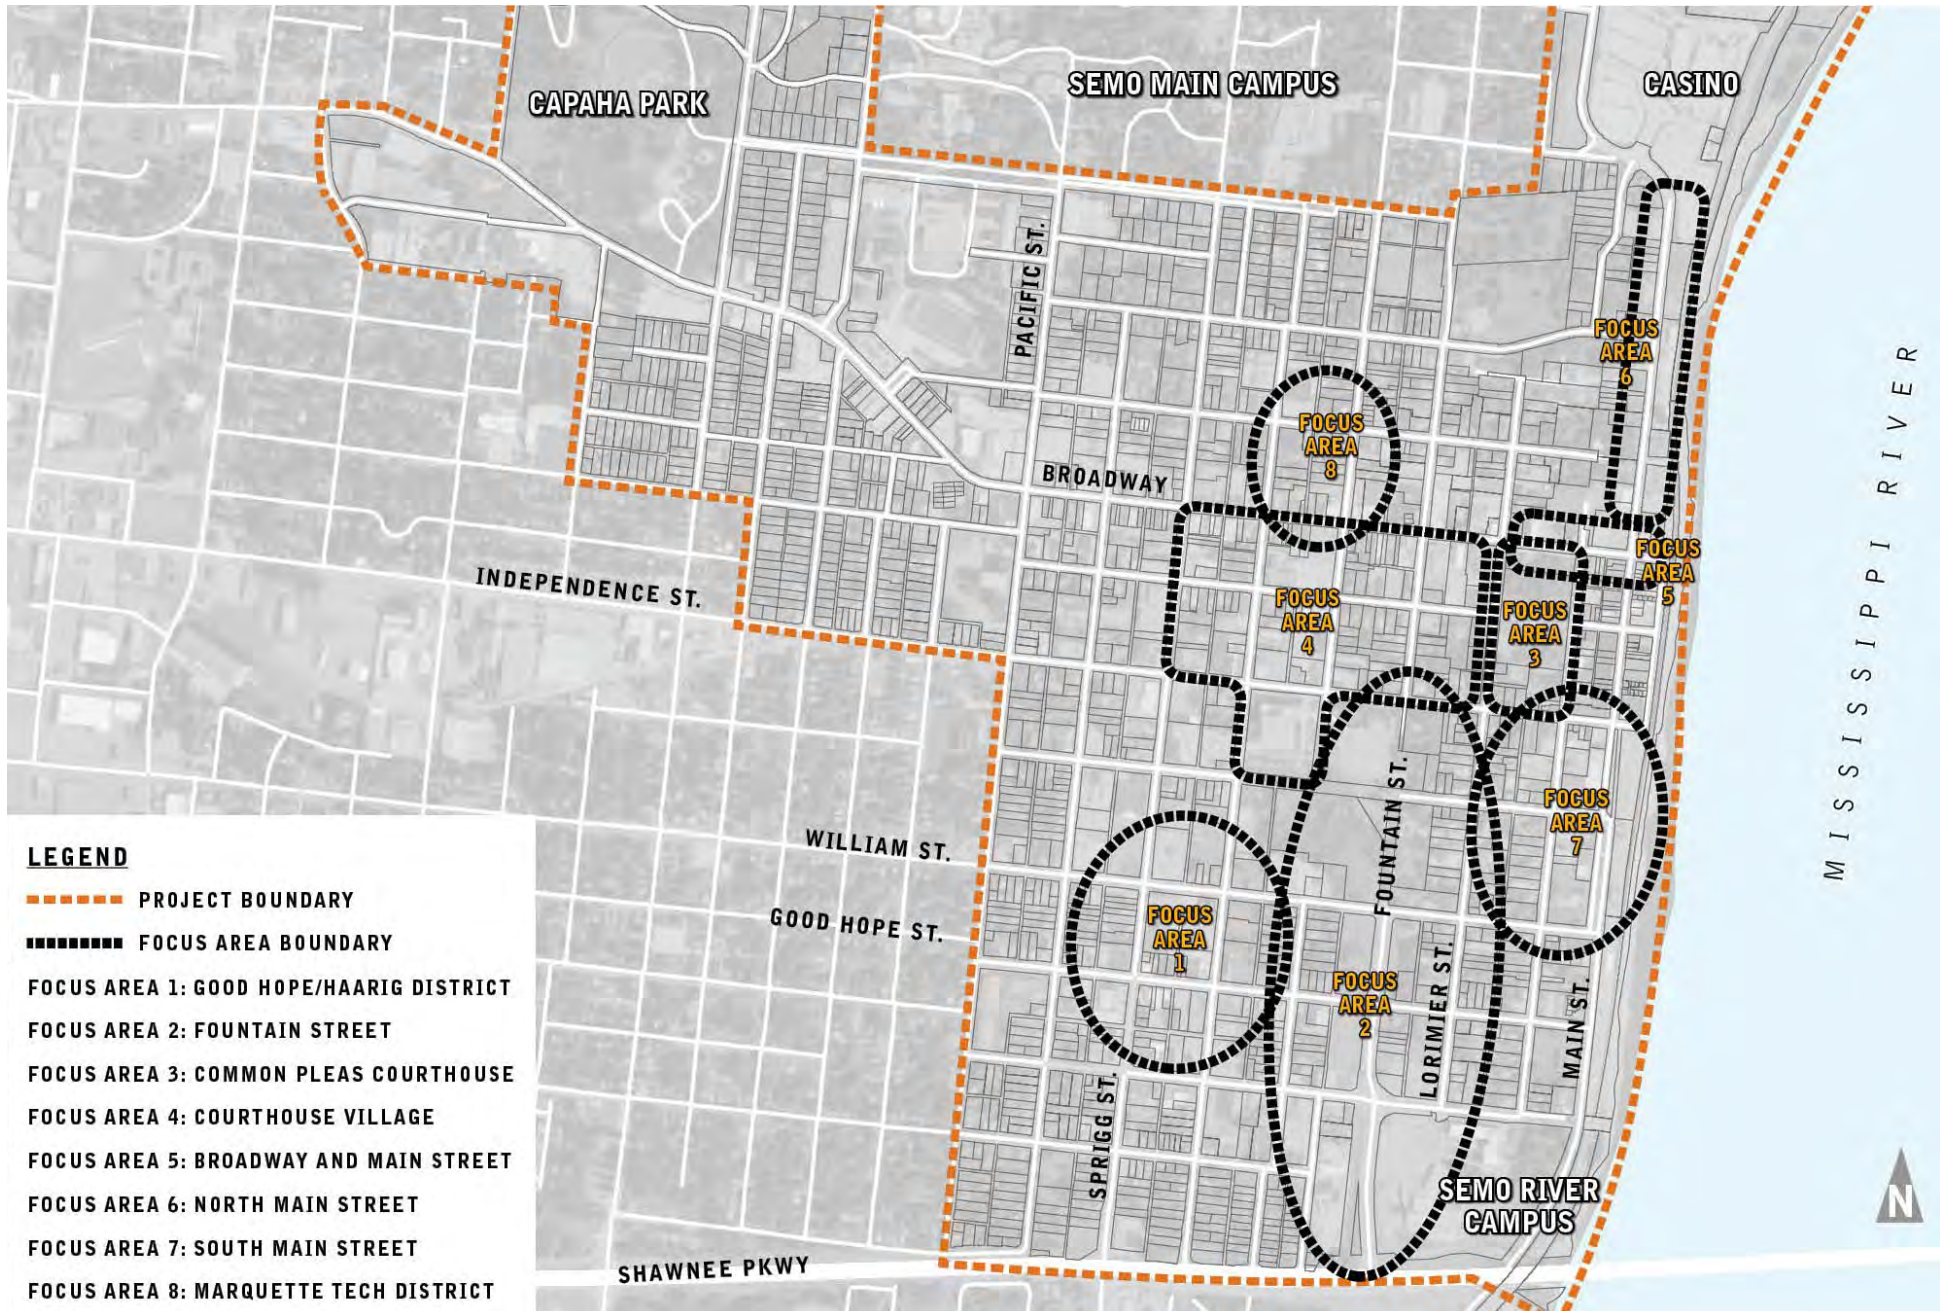 CAPAHA PARK
SEMO MAIN CAMPUS
CASINO
PACIFIC ST.
FOCUS
AREA
6
MISSISSIPPI RIVER
FOCUS
AREA
8
BROADWAY
FOCUS
AREA
5
INDEPENDENCE ST.
FOCUS
AREA
4
FOCUS
AREA
3
FOUNTAIN ST.
FOCUS
AREA
7
WILLIAM ST.
GOOD HOPE ST.
FOCUS
AREA
1
FOCUS
AREA
2
LORIMIER ST.
MAIN ST.
SPRIGG ST.
SEMO RIVER
CAMPUS
N
SHAWNEE PKWY
LEGEND
PROJECT BOUNDARY
FOCUS AREA BOUNDARY
FOCUS AREA 1: GOOD HOPE/HAARIG DISTRICT
FOCUS AREA 2: FOUNTAIN STREET
FOCUS AREA 3: COMMON PLEAS COURTHOUSE
FOCUS AREA 4: COURTHOUSE VILLAGE
FOCUS AREA 5: BROADWAY AND MAIN STREET
FOCUS AREA 6: NORTH MAIN STREET
FOCUS AREA 7: SOUTH MAIN STREET
FOCUS AREA 8: MARQUETTE TECH DISTRICT